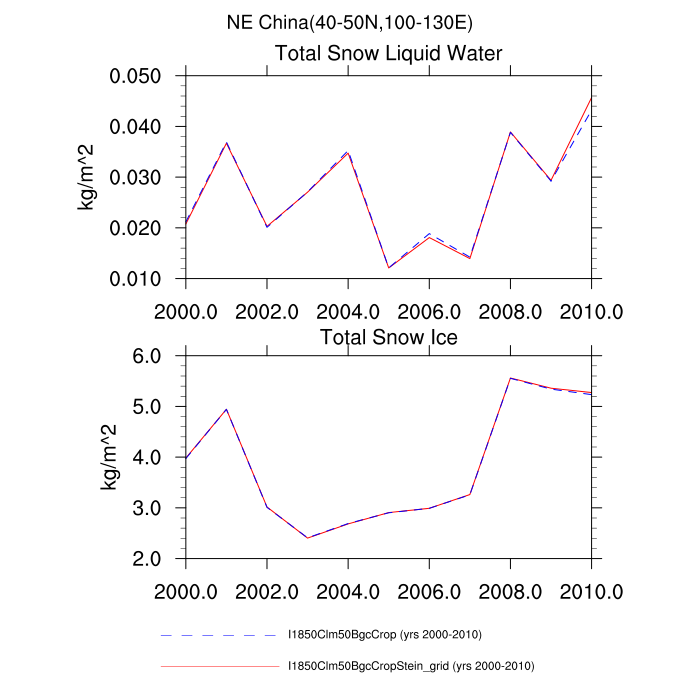 NE China(40-50N,100-130E)
Total Snow Liquid Water
0.050
0.040
0.030
0.020
0.010
kg/m^2
2000.0 2002.0 2004.0 2006.0 2008.0 2010.0
Total Snow Ice
6.0
5.0
4.0
3.0
2.0
kg/m^2
2000.0 2002.0 2004.0 2006.0 2008.0 2010.0
I1850Clm50BgcCrop (yrs 2000-2010)
I1850Clm50BgcCropStein_grid (yrs 2000-2010)